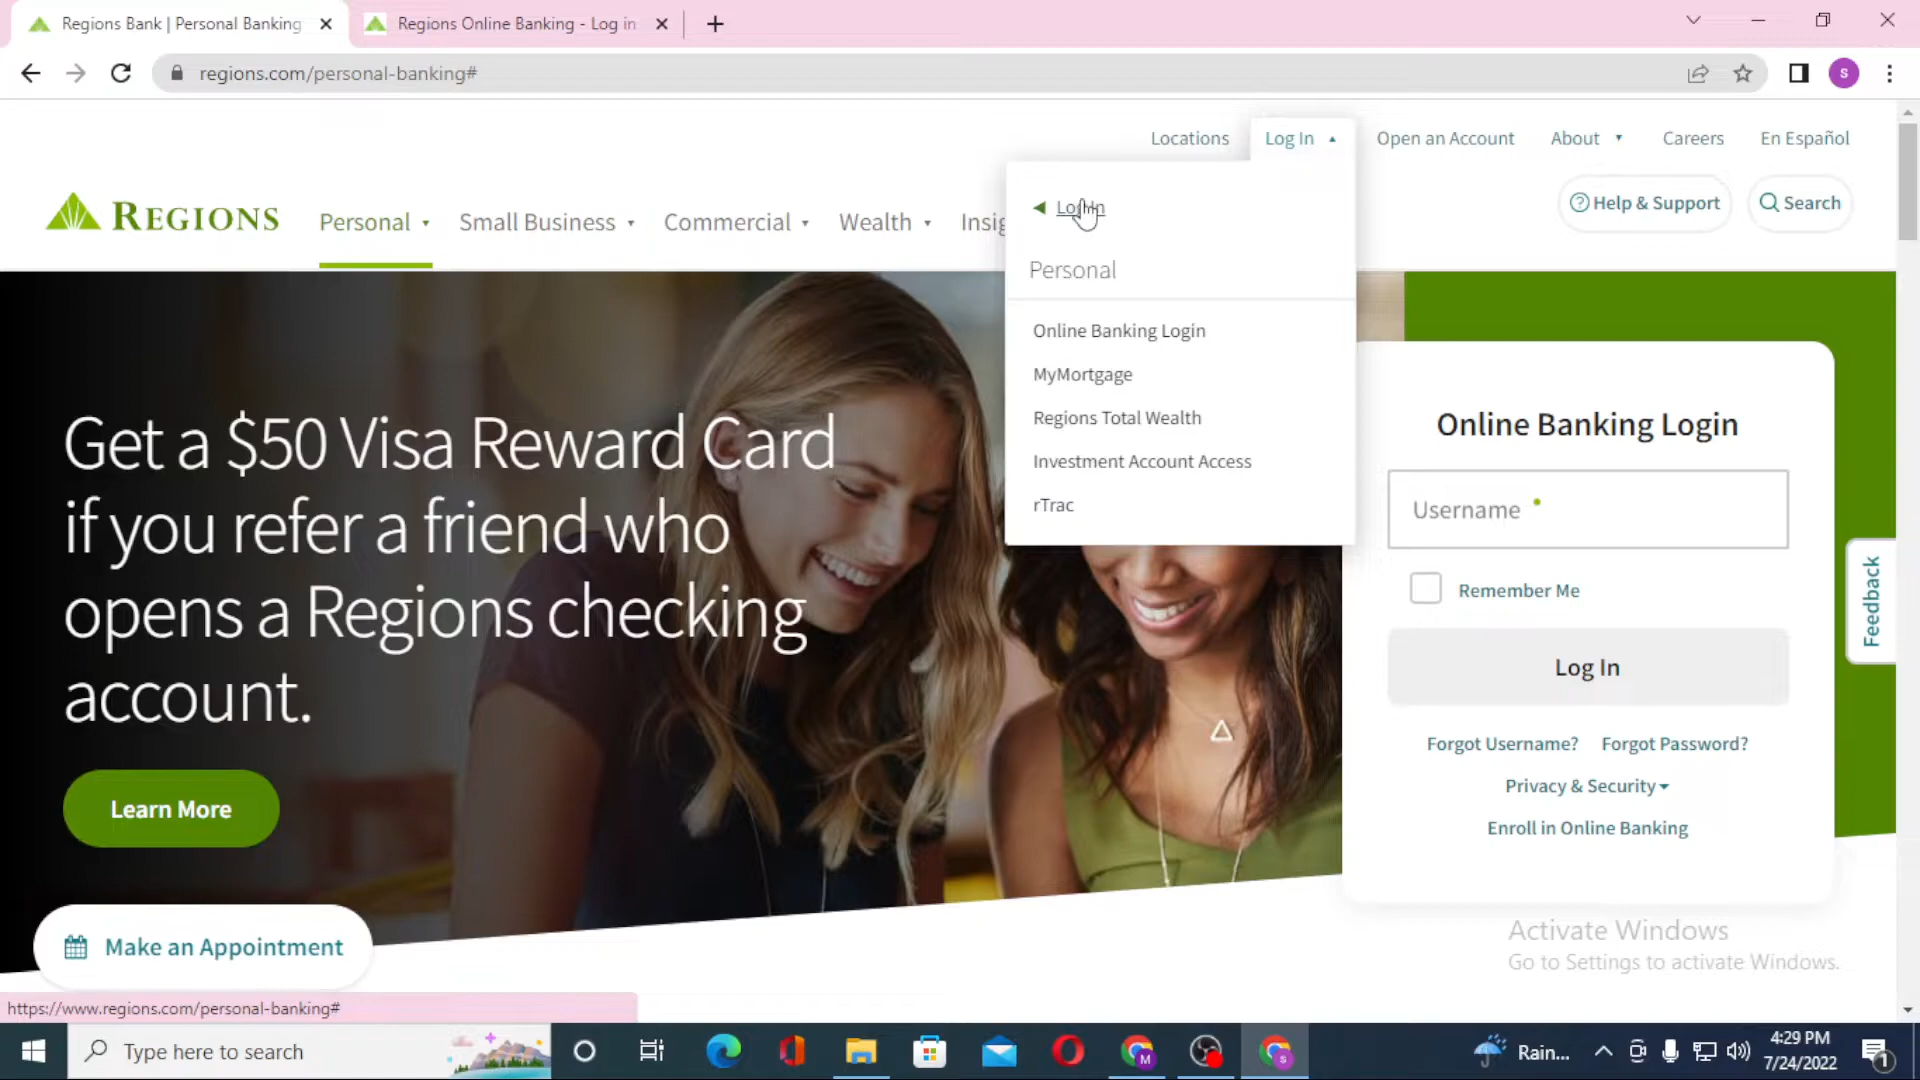 Regions Bank | Personal Banking
Regions Online Banking - Log in
regions.com/personal-banking#
S
Locations
Log In
Open an Account
About
Careers
En Español
REGIONS
Personal
Small Business
Commercial
Wealth
Help & Support
Search
Log In
Personal
Online Banking Login
MyMortgage
Regions Total Wealth
Investment Account Access
rTrac
Get a $50 Visa Reward Card
if you refer a friend who
opens a Regions checking
account.
Learn More
Make an Appointment
Online Banking Login
Username
Remember Me
Log In
Forgot Username? Forgot Password?
Privacy & Security
Enroll in Online Banking
Feedback
Activate Windows
Go to Settings to activate Windows.
https://www.regions.com/personal-banking#
Type here to search
M
S
Rain...
4:29 PM
7/24/2022
1